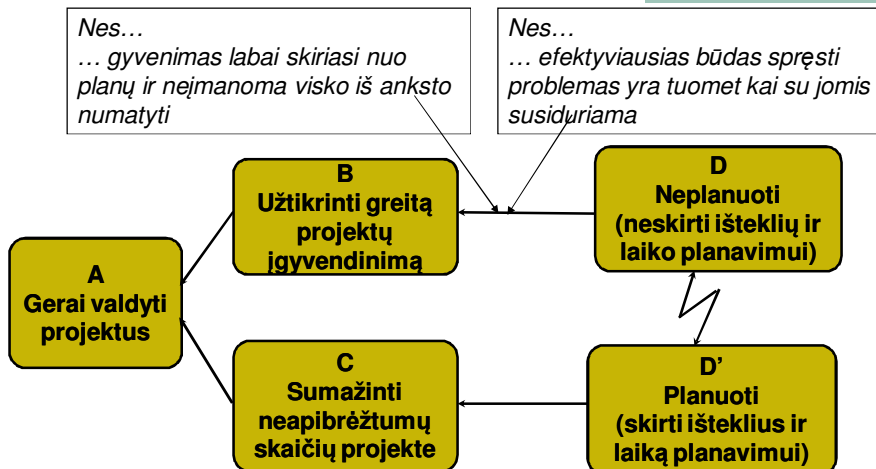 Nes…
… gyvenimas labai skiriasi nuo
planų ir neįmanoma visko iš anksto
numatyti
Nes…
… efektyviausias būdas spręsti
problemas yra tuomet kai su jomis
susiduriama
B
Užtikrinti greitą
projektų
įgyvendinimą
D
Neplanuoti
(neskirti išteklių ir
laiko planavimui)
A
Gerai valdyti
projektus
C
Sumažinti
neapibrėžtumų
skaičių projekte
D’
Planuoti
(skirti išteklius ir
laiką planavimui)